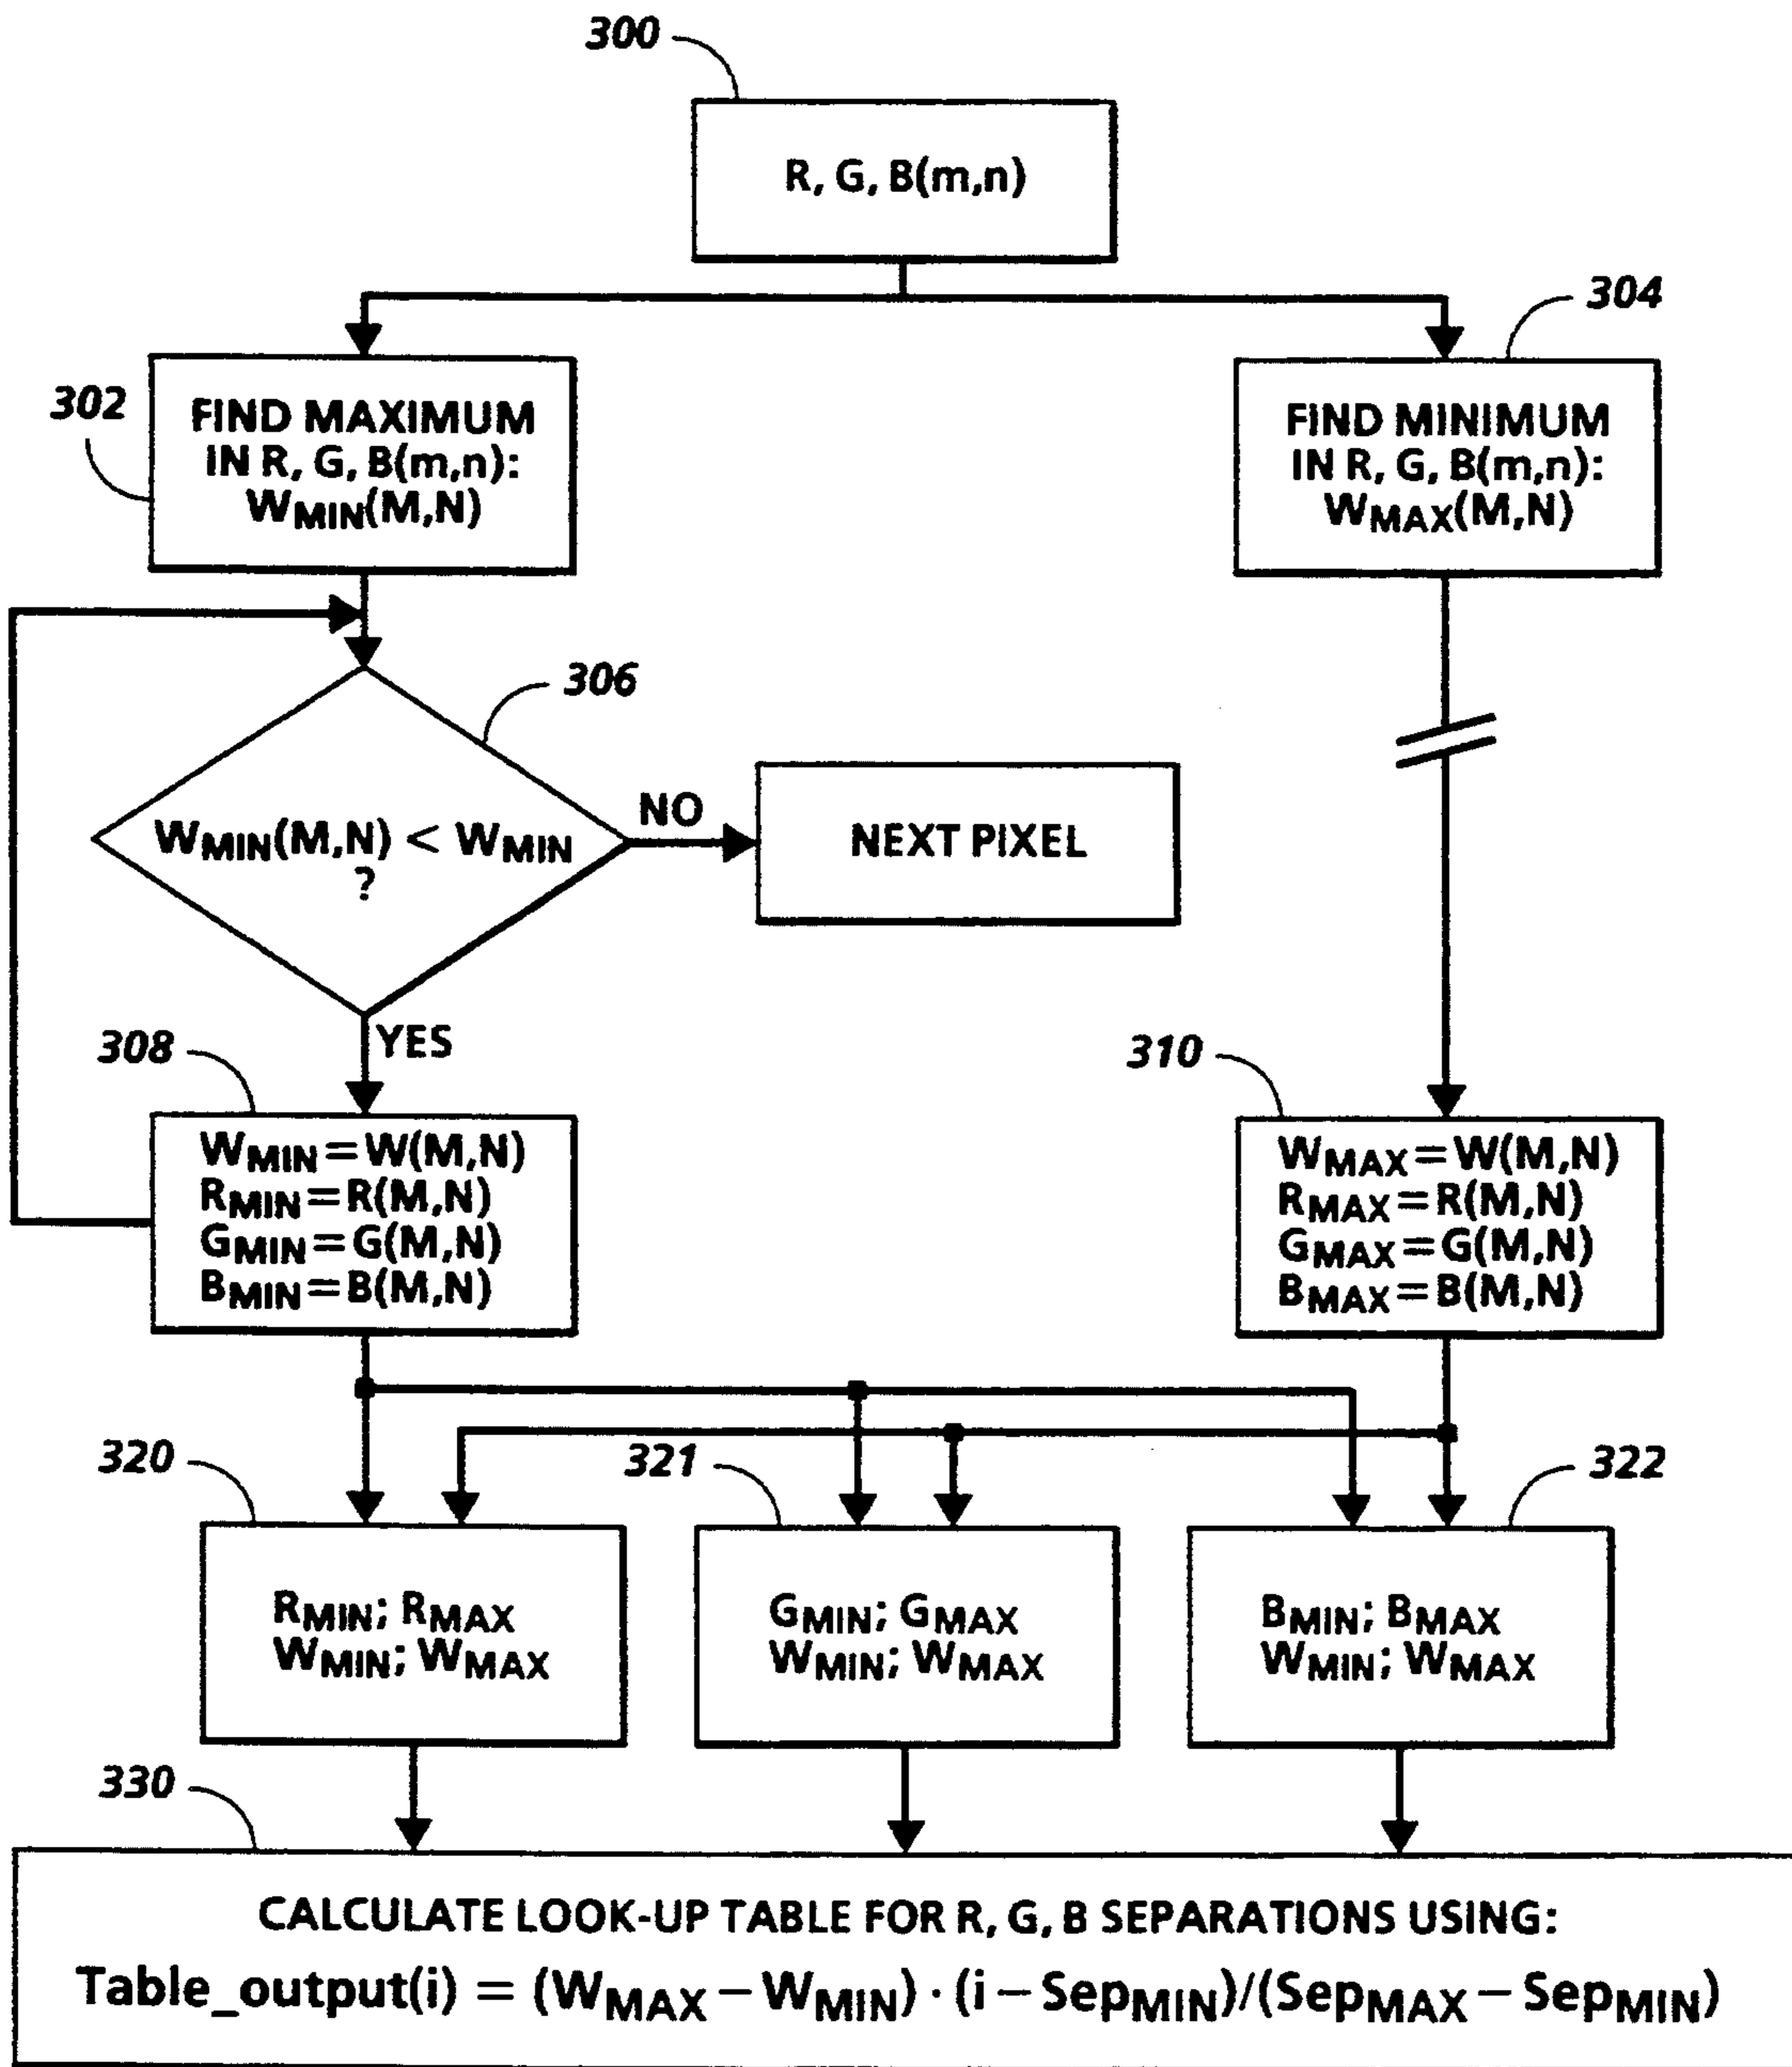 300
R, G, B(m,n)
304
302
FIND MAXIMUM
IN R, G, B(m,n):
WMIN(M,N)
FIND MINIMUM
IN R, G, B(m,n):
WMAX(M,N)
306
WMIN(M,N) < WMIN
?
NO
NEXT PIXEL
YES
308
310
WMIN=W(M,N)
RMIN=R(M,N)
GMIN=G(M,N)
BMIN=B(M,N)
WMAX=W(M,N)
RMAX=R(M,N)
GMAX=G(M,N)
BMAX=B(M,N)
320
321
322
RMIN; RMAX
WMIN; WMAX
GMIN; GMAX
WMIN; WMAX
BMIN; BMAX
WMIN; WMAX
330
CALCULATE LOOK-UP TABLE FOR R, G, B SEPARATIONS USING:
Table_output(i) = (WMAX – WMIN) · (i – SepMIN)/(SepMAX – SepMIN)